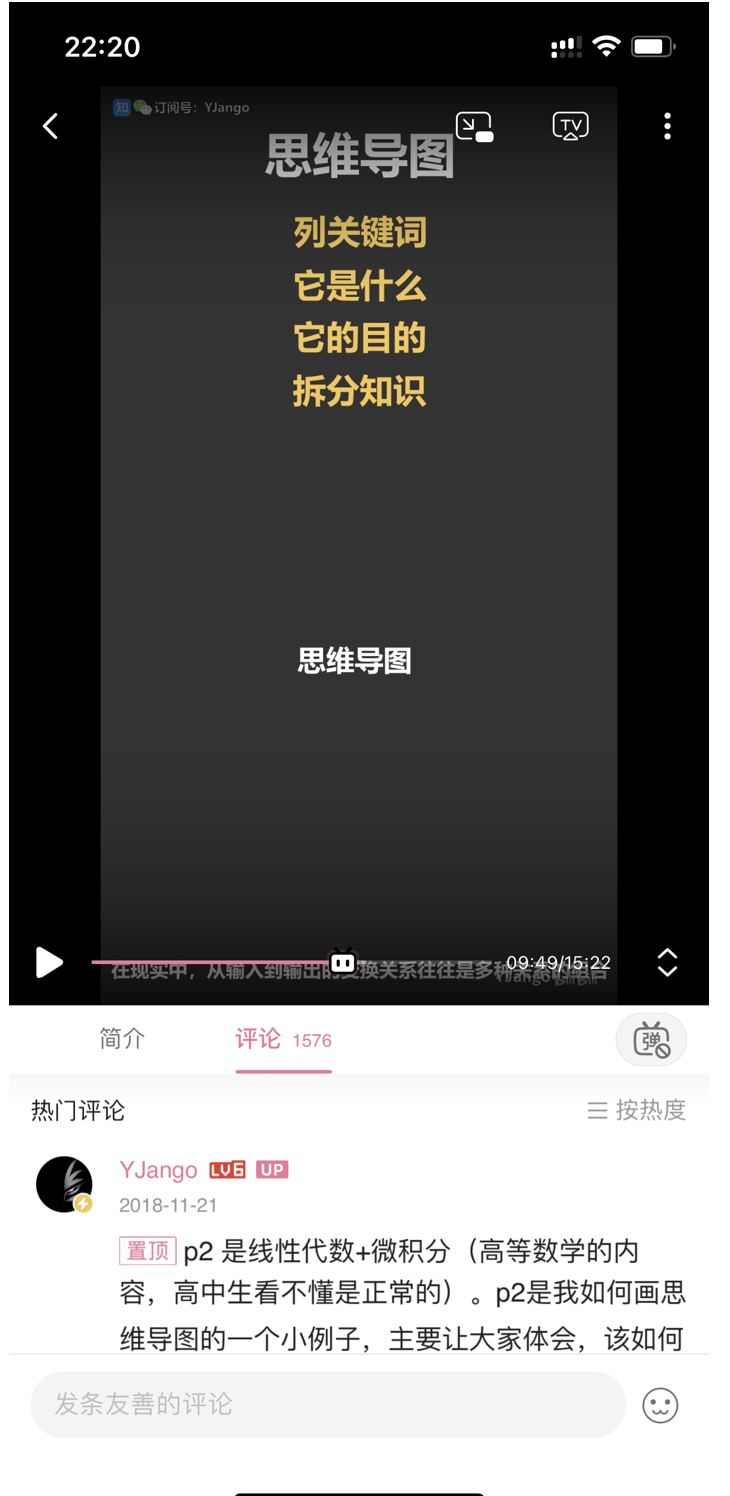 22:20
知 订阅号：YJango
TV
思维导图
列关键词
它是什么
它的目的
拆分知识
思维导图
在现实中，从输入到输出的变换关系往往是多种关系的组合
YJango bilibili
09:49/15:22
简介
评论 1576
弹
热门评论
按热度
YJango LV6 UP
2018-11-21
置顶 p2 是线性代数+微积分（高等数学的内
容，高中生看不懂是正常的）。p2是我如何画思
维导图的一个小例子，主要让大家体会，该如何
发条友善的评论